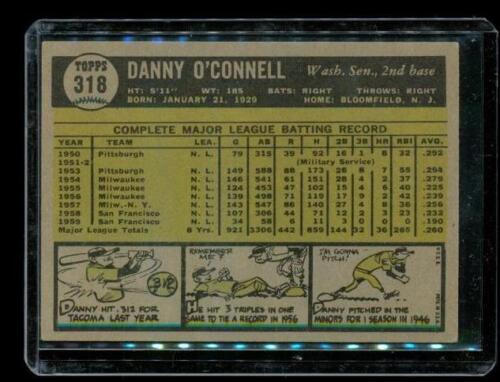 TOPPS
318
DANNY O'CONNELL Wash. Sen., 2nd base
HT: 5'11" WT: 185 BATS: RIGHT THROWS: RIGHT
BORN: JANUARY 21, 1929 HOME: BLOOMFIELD, N. J.
COMPLETE MAJOR LEAGUE BATTING RECORD
YEAR TEAM LEA. G AB R H 2B 3B HR RBI AVG.
1950 Pittsburgh N. L. 79 315 39 92 16 1 8 32 .292
1951-2 (Military Service)
1953 Pittsburgh N. L. 149 588 88 173 26 8 7 55 .294
1954 Milwaukee N. L. 146 541 61 151 28 4 2 37 .279
1955 Milwaukee N. L. 124 453 47 102 15 4 6 40 .225
1956 Milwaukee N. L. 139 498 71 119 17 9 2 42 .239
1957 Milw.-N. Y. N. L. 143 547 86 140 27 4 8 36 .256
1958 San Francisco N. L. 107 306 44 71 12 2 3 23 .232
1959 San Francisco N. L. 34 58 6 11 3 0 0 0 .190
Major League Totals 8 Yrs. 921 3306 442 859 144 32 36 265 .260
.312
DANNY HIT .312 FOR
TACOMA LAST YEAR
REMEMBER ME?
HE HIT 3 TRIPLES IN ONE
GAME TO TIE A RECORD IN 1956
I'M GONNA
PITCH!
DANNY PITCHED IN THE
MINORS FOR 1 SEASON IN 1946